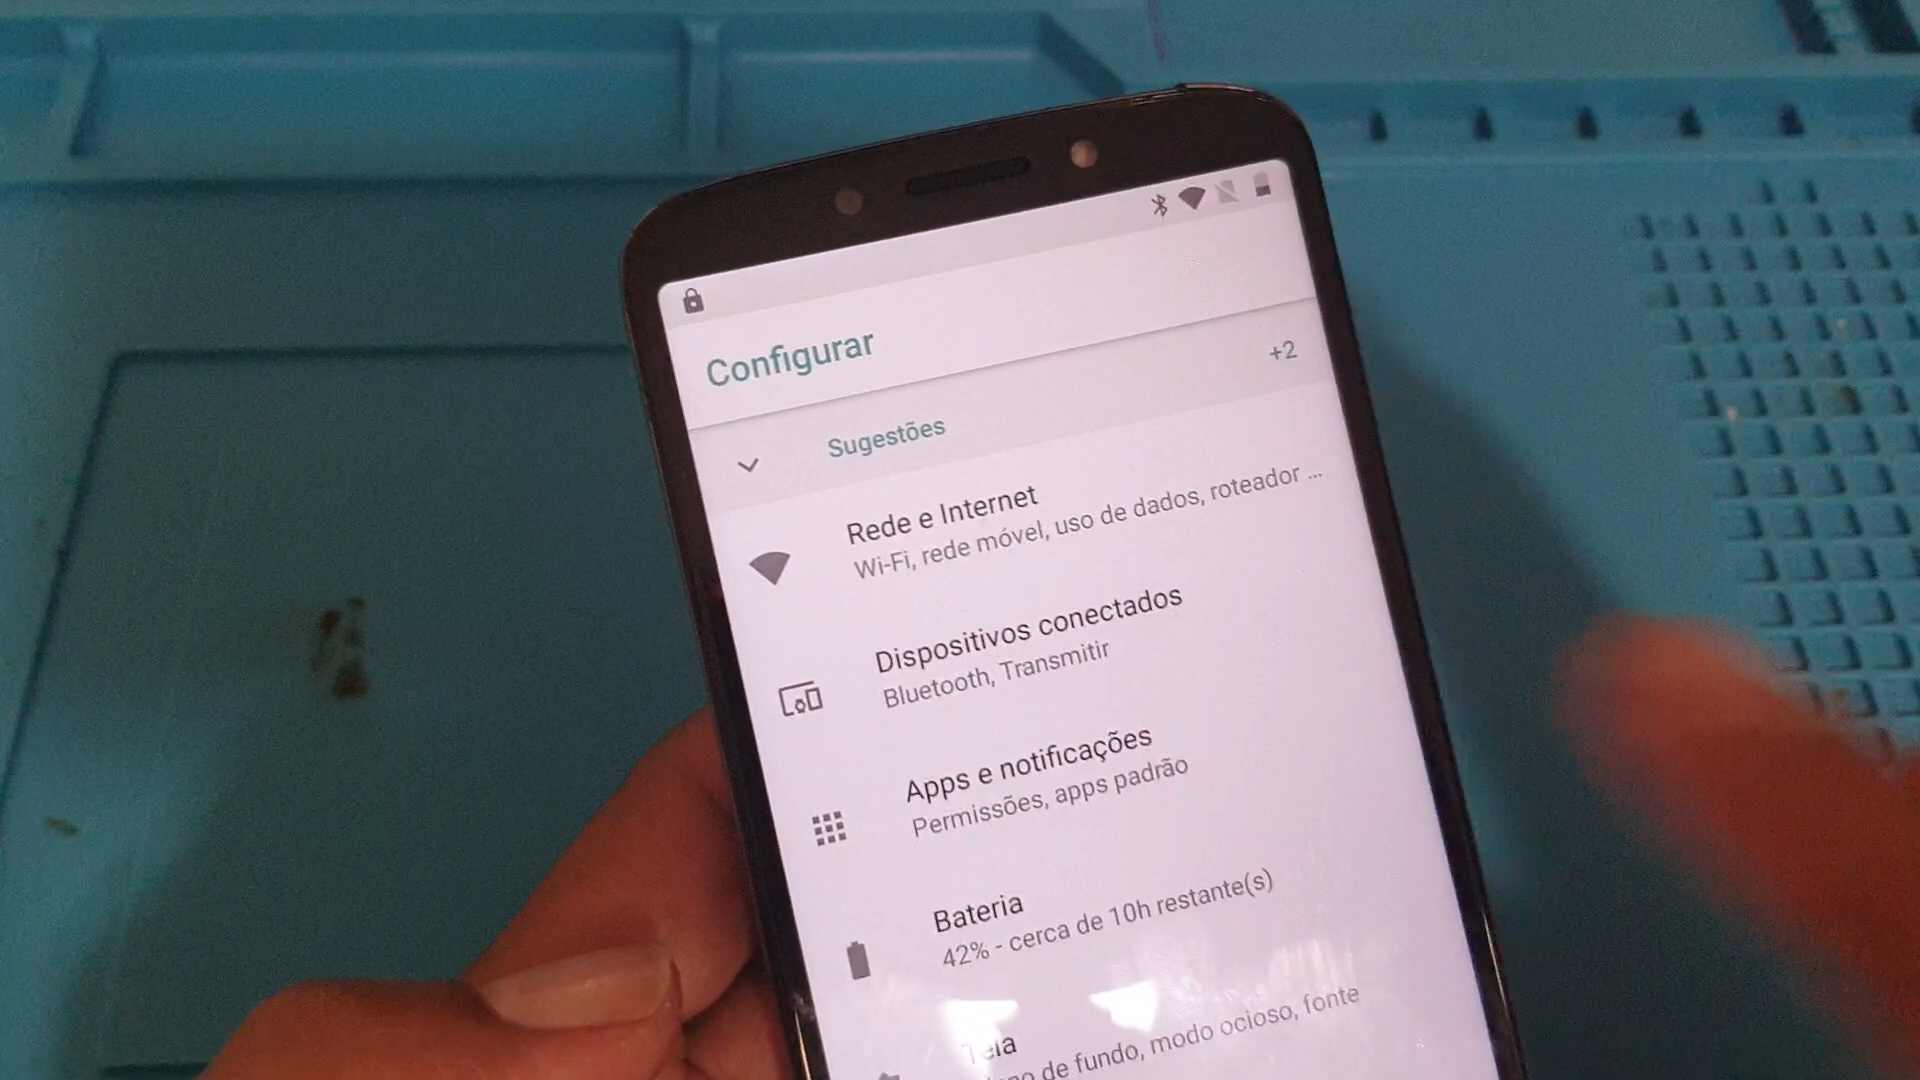 Configurar
Sugestões
+2
Rede e Internet
Wi-Fi, rede móvel, uso de dados, roteador ...
Dispositivos conectados
Bluetooth, Transmitir
Apps e notificações
Permissões, apps padrão
Bateria
42% - cerca de 10h restante(s)
Tela
de fundo, modo ocioso, fonte